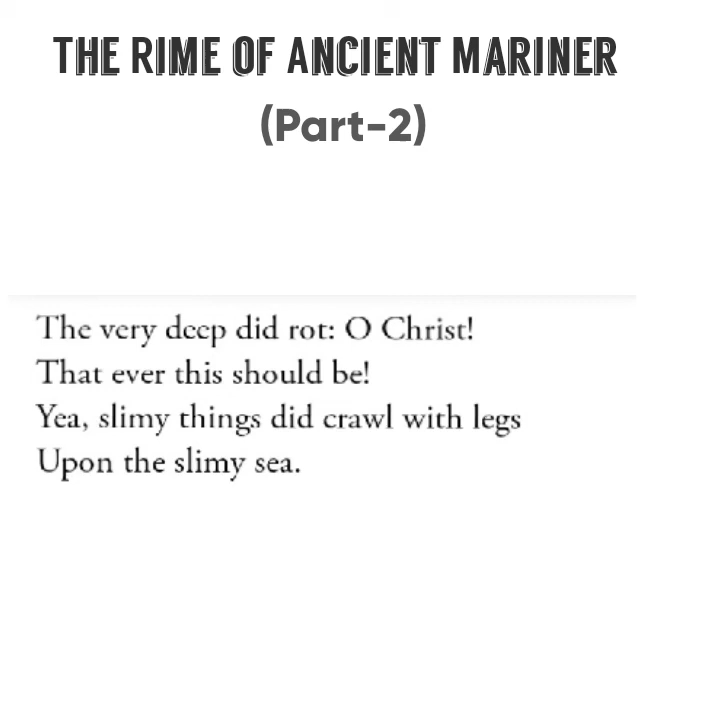 THE RIME OF ANCIENT MARINER
(Part-2)
The very deep did rot: O Christ!
That ever this should be!
Yea, slimy things did crawl with legs
Upon the slimy sea.